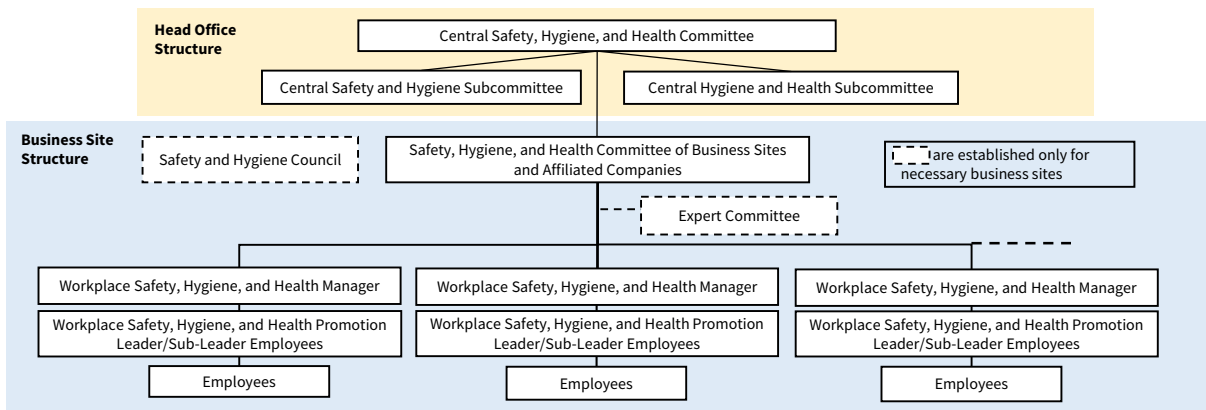 Head Office
Structure
Central Safety, Hygiene, and Health Committee
Central Safety and Hygiene Subcommittee
Central Hygiene and Health Subcommittee
Business Site
Structure
Safety and Hygiene Council
Safety, Hygiene, and Health Committee of Business Sites
and Affiliated Companies
are established only for
necessary business sites
Expert Committee
Workplace Safety, Hygiene, and Health Manager
Workplace Safety, Hygiene, and Health Manager
Workplace Safety, Hygiene, and Health Manager
Workplace Safety, Hygiene, and Health Promotion
Leader/Sub-Leader Employees
Workplace Safety, Hygiene, and Health Promotion
Leader/Sub-Leader Employees
Workplace Safety, Hygiene, and Health Promotion
Leader/Sub-Leader Employees
Employees
Employees
Employees